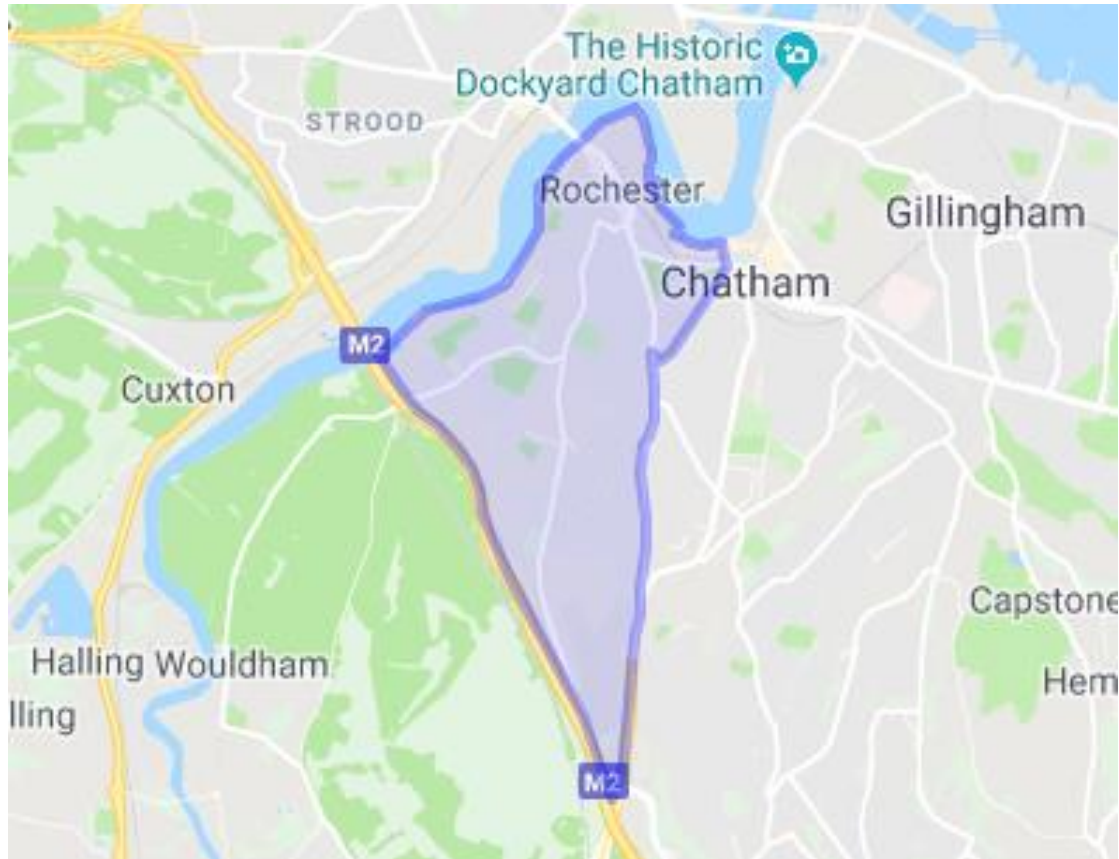 The Historic
Dockyard Chatham
STROOD
Rochester
Gillingham
Chatham
M2
Cuxton
Capstone
Halling
Wouldham
Hem
lling
M2